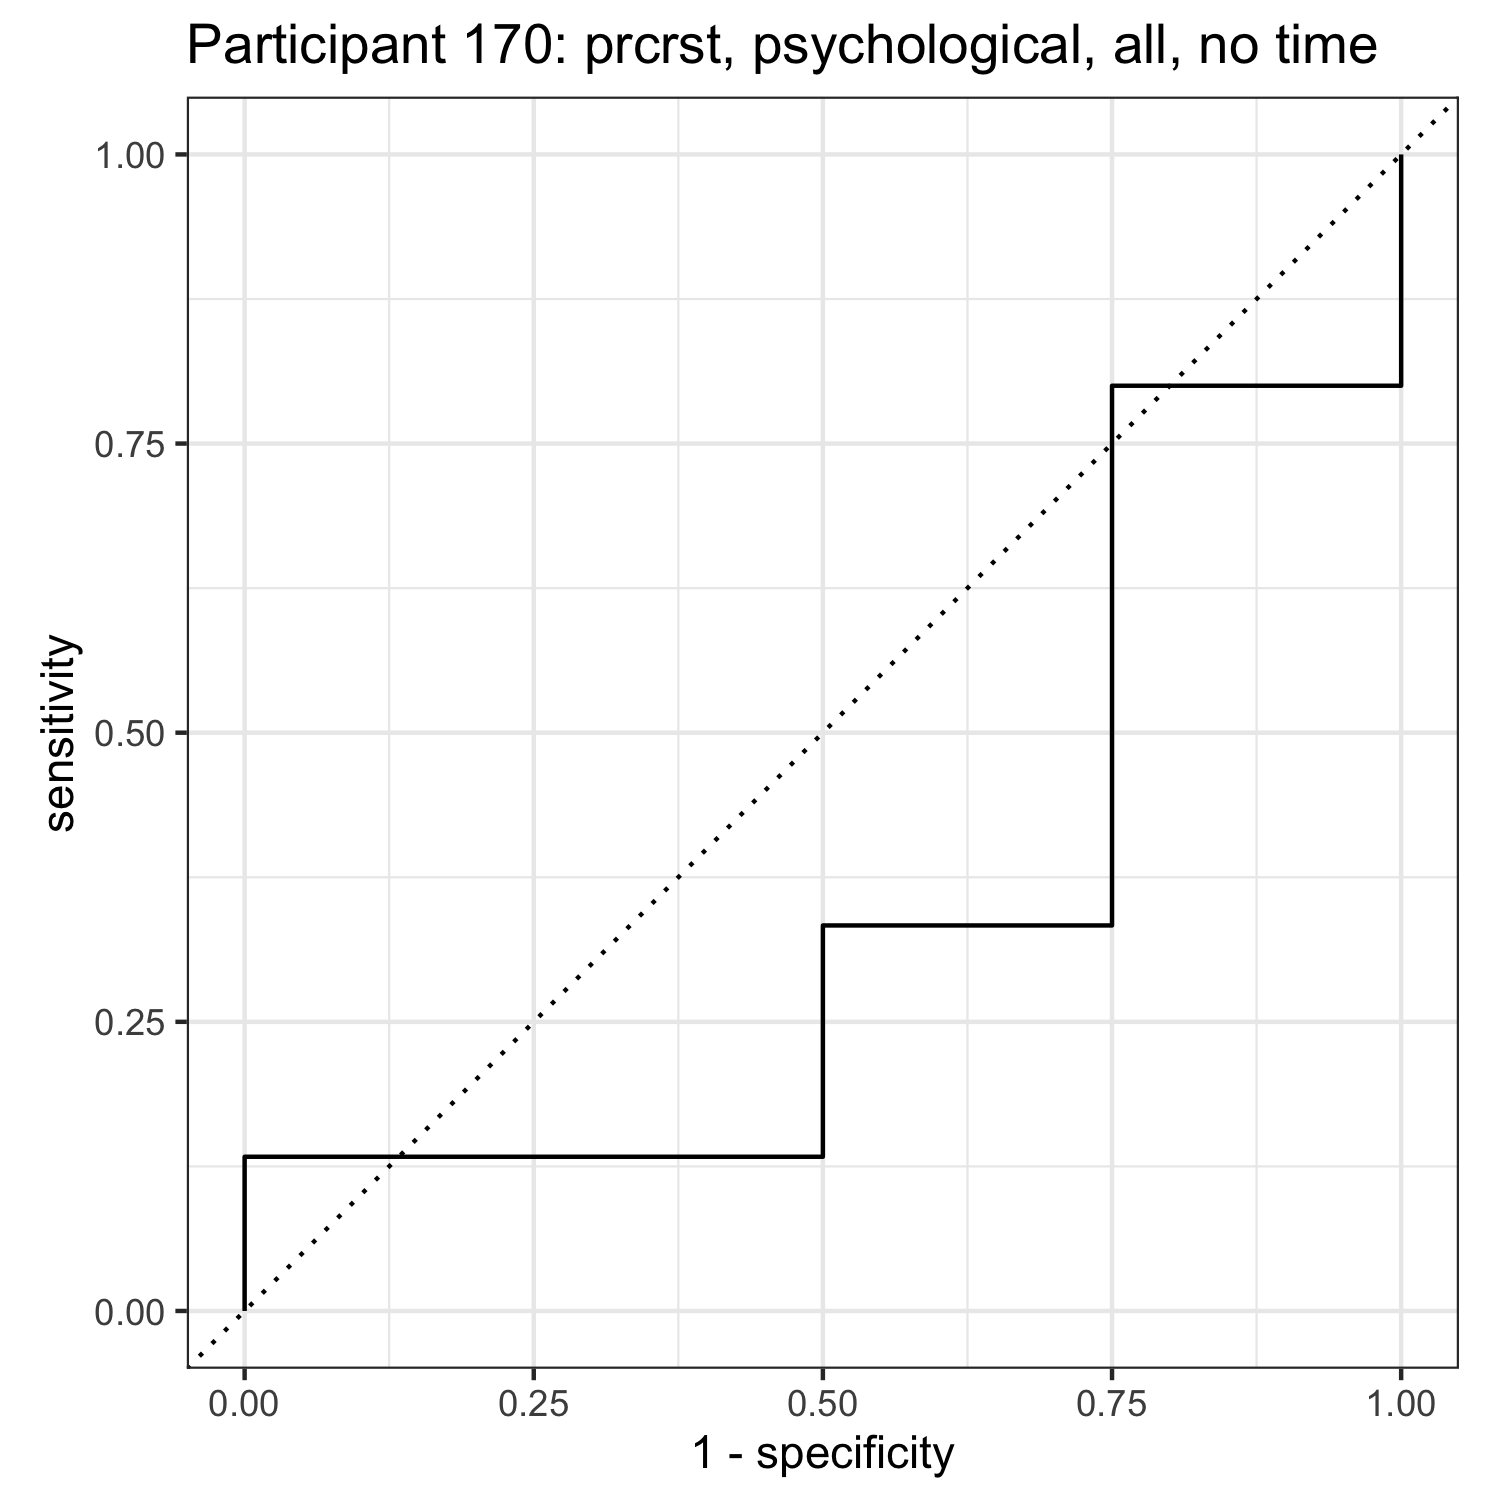 Participant 170: prcrst, psychological, all, no time
1.00
0.75
0.50
0.25
0.00
sensitivity
0.00 0.25 0.50 0.75 1.00
1 - specificity